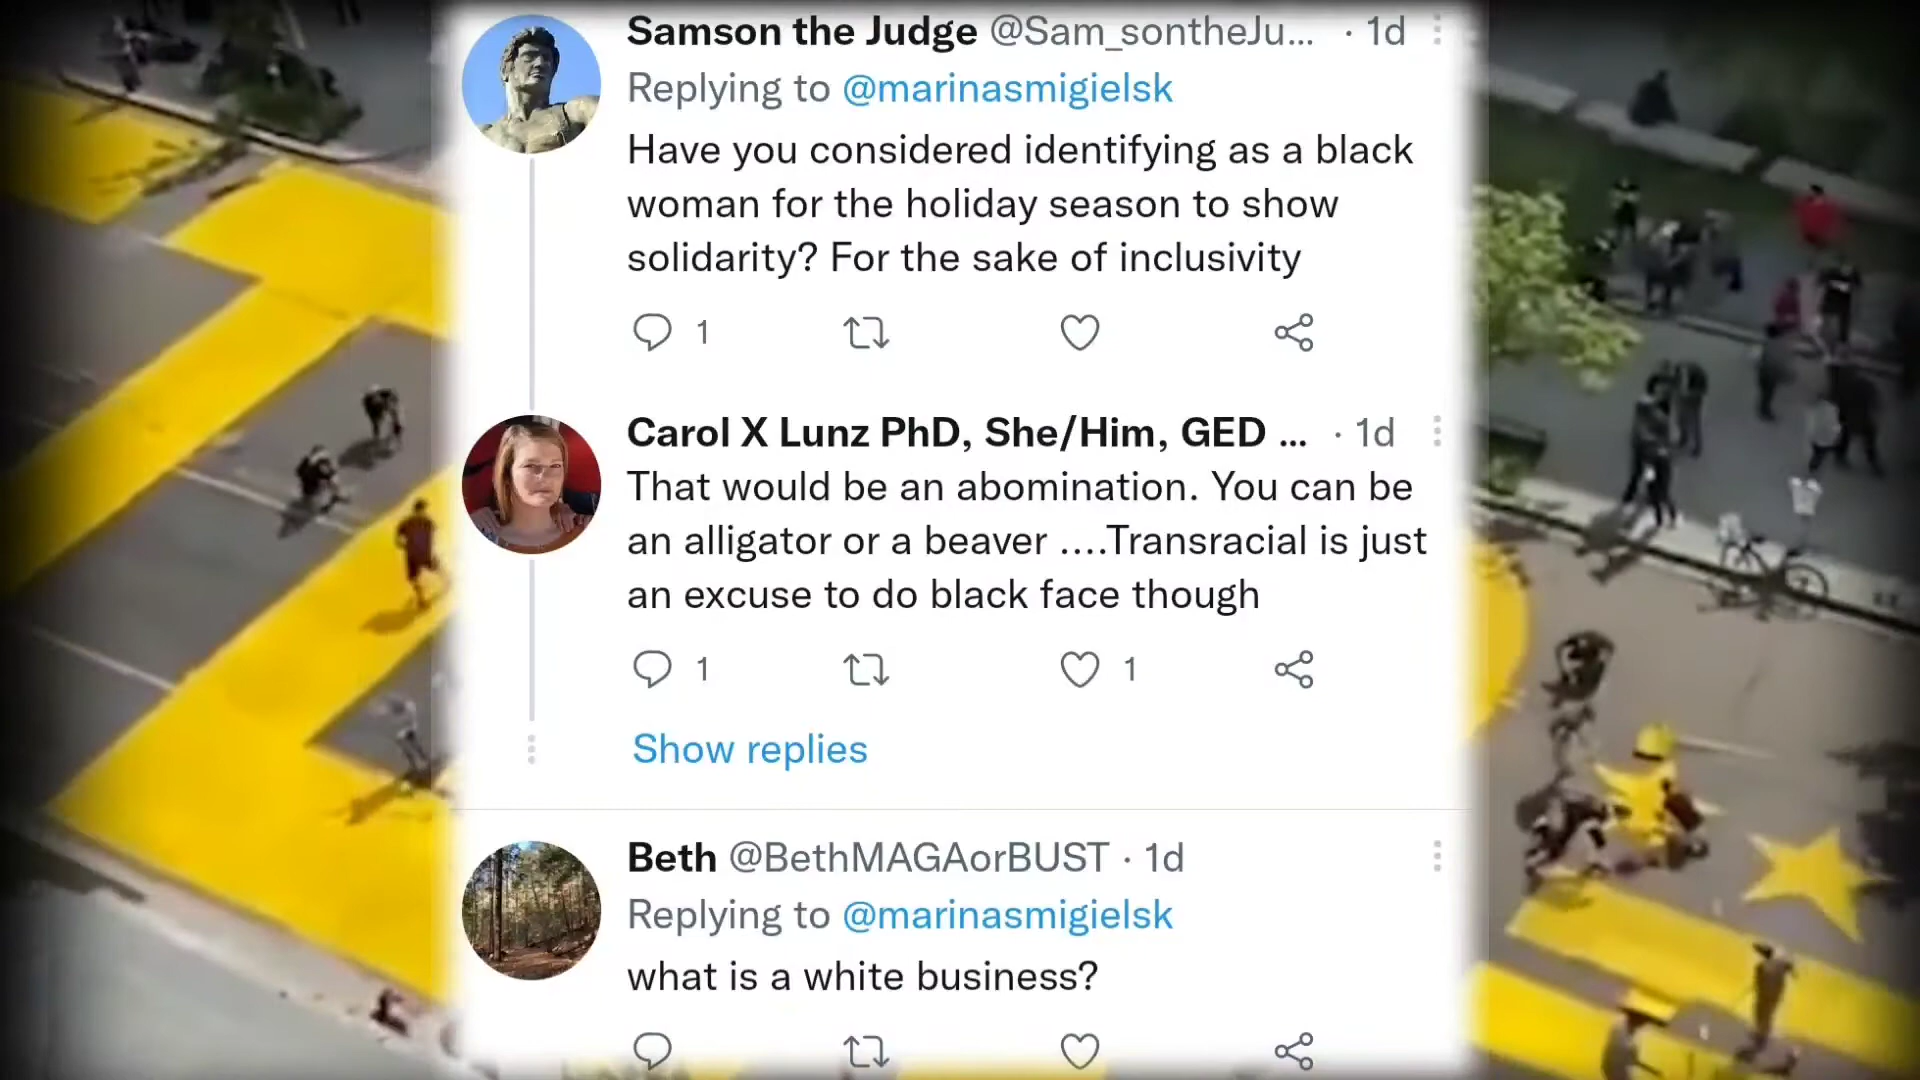 Samson the Judge @Sam_sontheJu... · 1d
Replying to @marinasmigielsk
Have you considered identifying as a black
woman for the holiday season to show
solidarity? For the sake of inclusivity
1
Carol X Lunz PhD, She/Him, GED ... · 1d
That would be an abomination. You can be
an alligator or a beaver ....Transracial is just
an excuse to do black face though
1 1
Show replies
Beth @BethMAGAorBUST · 1d
Replying to @marinasmigielsk
what is a white business?